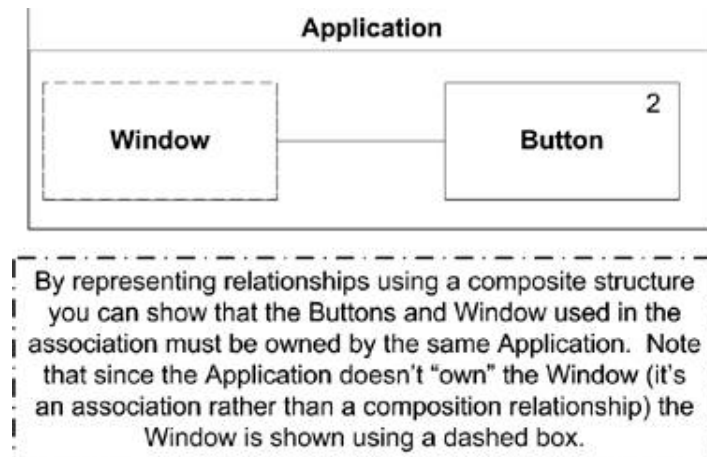 Application
Window
2
Button
By representing relationships using a composite structure
you can show that the Buttons and Window used in the
association must be owned by the same Application.  Note
that since the Application doesn't “own” the Window (it's
an association rather than a composition relationship) the
Window is shown using a dashed box.